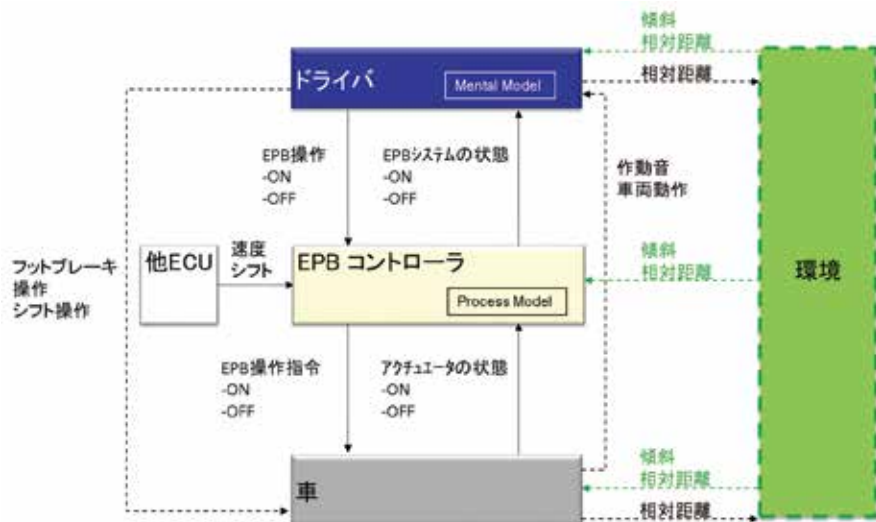 傾斜
相対距離
ドライバ
Mental Model
相対距離
EPB操作
-ON
-OFF
EPBシステムの状態
-ON
-OFF
作動音
車両動作
他ECU
速度
シフト
EPB コントローラ
Process Model
傾斜
相対距離
環境
フットブレーキ
操作
シフト操作
EPB操作指令
-ON
-OFF
アクチュエータの状態
-ON
-OFF
傾斜
相対距離
車
相対距離